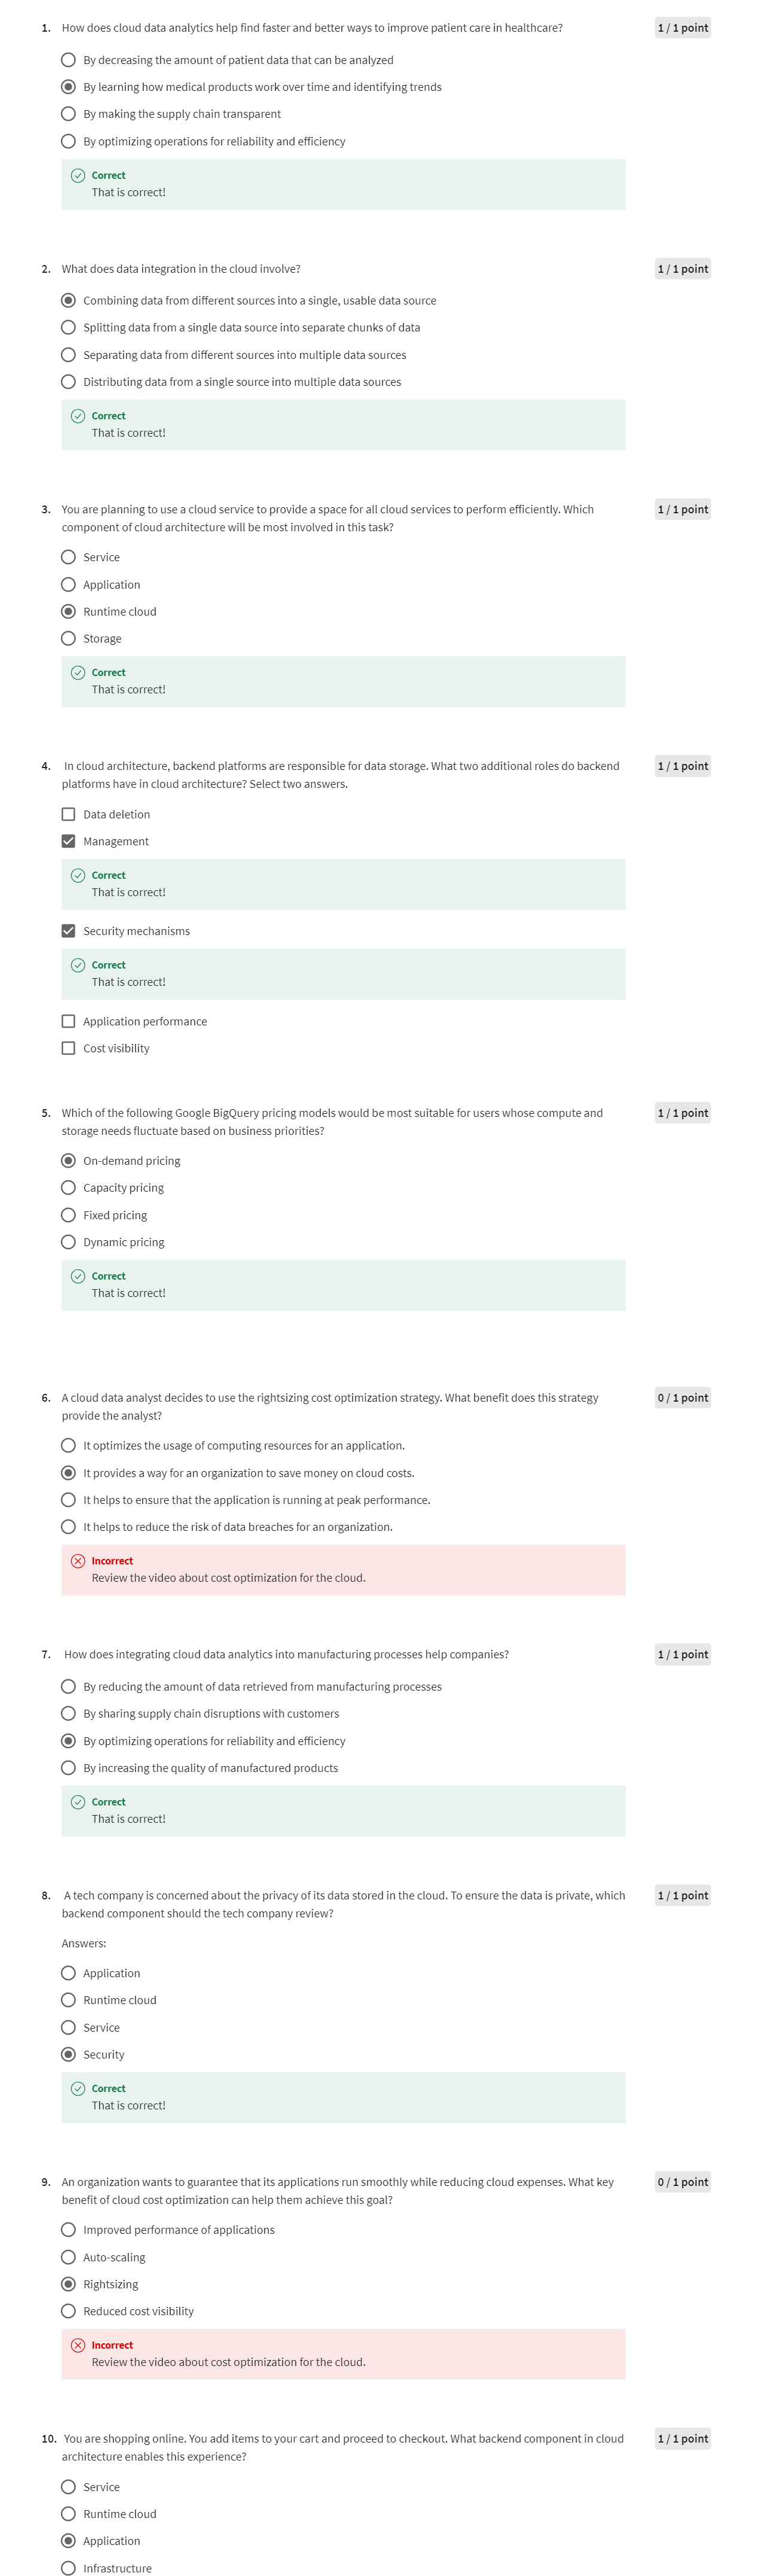 1. How does cloud data analytics help find faster and better ways to improve patient care in healthcare? 1 / 1 point
By decreasing the amount of patient data that can be analyzed
By learning how medical products work over time and identifying trends
By making the supply chain transparent
By optimizing operations for reliability and efficiency
Correct
That is correct!
2. What does data integration in the cloud involve? 1 / 1 point
Combining data from different sources into a single, usable data source
Splitting data from a single data source into separate chunks of data
Separating data from different sources into multiple data sources
Distributing data from a single source into multiple data sources
Correct
That is correct!
3. You are planning to use a cloud service to provide a space for all cloud services to perform efficiently. Which 1 / 1 point
component of cloud architecture will be most involved in this task?
Service
Application
Runtime cloud
Storage
Correct
That is correct!
4. In cloud architecture, backend platforms are responsible for data storage. What two additional roles do backend 1 / 1 point
platforms have in cloud architecture? Select two answers.
Data deletion
Management
Correct
That is correct!
Security mechanisms
Correct
That is correct!
Application performance
Cost visibility
5. Which of the following Google BigQuery pricing models would be most suitable for users whose compute and 1 / 1 point
storage needs fluctuate based on business priorities?
On-demand pricing
Capacity pricing
Fixed pricing
Dynamic pricing
Correct
That is correct!
6. A cloud data analyst decides to use the rightsizing cost optimization strategy. What benefit does this strategy 0 / 1 point
provide the analyst?
It optimizes the usage of computing resources for an application.
It provides a way for an organization to save money on cloud costs.
It helps to ensure that the application is running at peak performance.
It helps to reduce the risk of data breaches for an organization.
Incorrect
Review the video about cost optimization for the cloud.
7. How does integrating cloud data analytics into manufacturing processes help companies? 1 / 1 point
By reducing the amount of data retrieved from manufacturing processes
By sharing supply chain disruptions with customers
By optimizing operations for reliability and efficiency
By increasing the quality of manufactured products
Correct
That is correct!
8. A tech company is concerned about the privacy of its data stored in the cloud. To ensure the data is private, which 1 / 1 point
backend component should the tech company review?
Answers:
Application
Runtime cloud
Service
Security
Correct
That is correct!
9. An organization wants to guarantee that its applications run smoothly while reducing cloud expenses. What key 0 / 1 point
benefit of cloud cost optimization can help them achieve this goal?
Improved performance of applications
Auto-scaling
Rightsizing
Reduced cost visibility
Incorrect
Review the video about cost optimization for the cloud.
10. You are shopping online. You add items to your cart and proceed to checkout. What backend component in cloud 1 / 1 point
architecture enables this experience?
Service
Runtime cloud
Application
Infrastructure